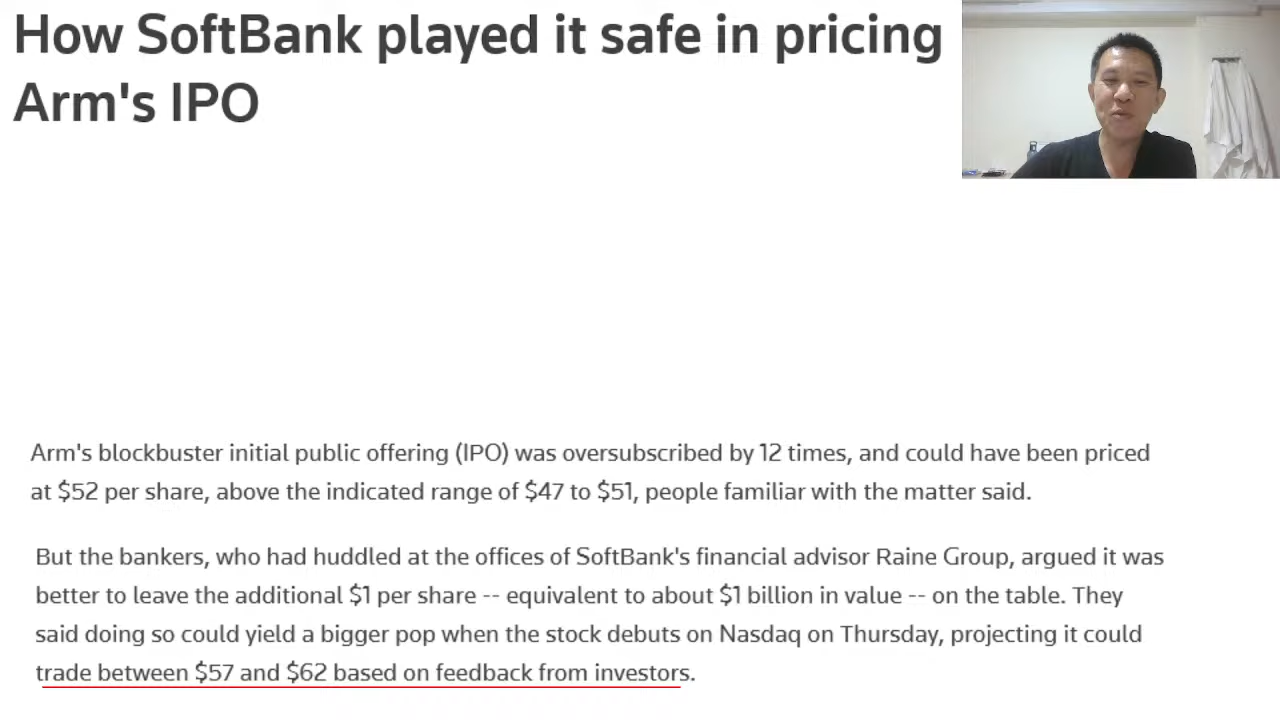 How SoftBank played it safe in pricing
Arm's IPO
Arm's blockbuster initial public offering (IPO) was oversubscribed by 12 times, and could have been priced
at $52 per share, above the indicated range of $47 to $51, people familiar with the matter said.
But the bankers, who had huddled at the offices of SoftBank's financial advisor Raine Group, argued it was
better to leave the additional $1 per share -- equivalent to about $1 billion in value -- on the table. They
said doing so could yield a bigger pop when the stock debuts on Nasdaq on Thursday, projecting it could
trade between $57 and $62 based on feedback from investors.